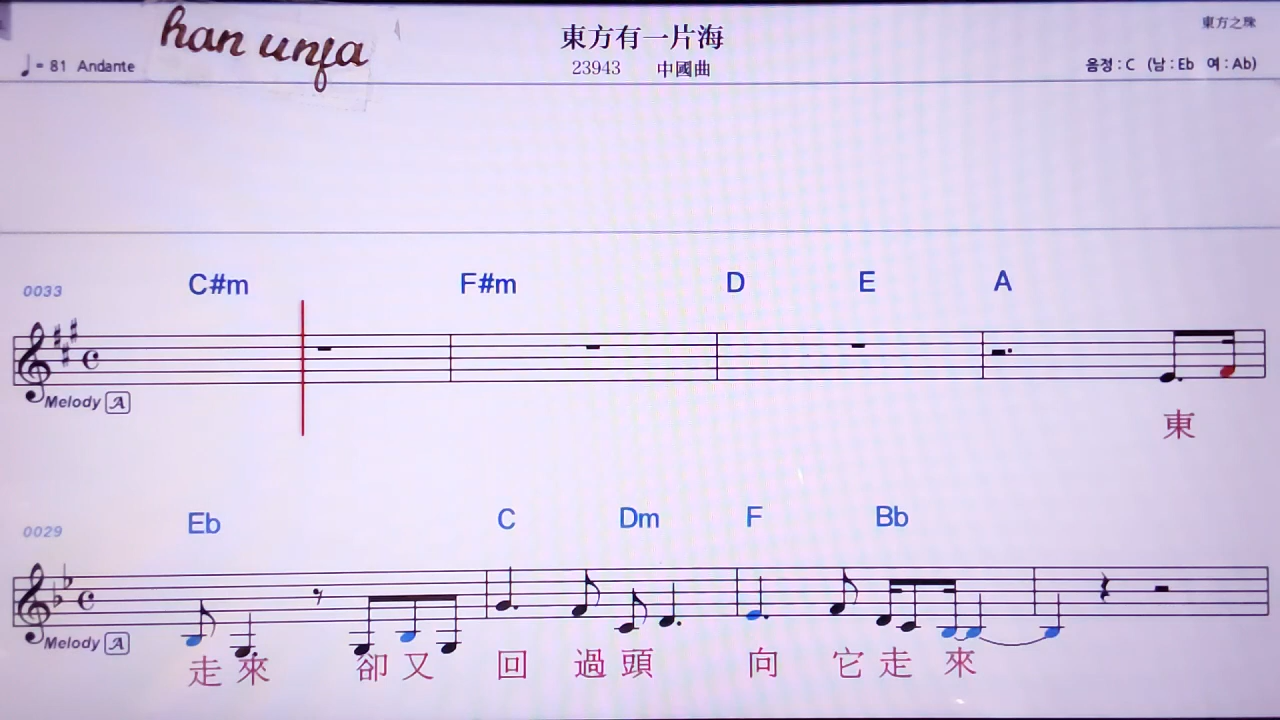 han unfa
東方有一片海
東方之珠
♩= 81 Andante
23943 中國曲
음정 : C (남 : Eb 여 : Ab)
0033 C#m F#m D E A
Melody A
東
0029 Eb C Dm F Bb
Melody A
走來 卻又 回過頭 向它走來